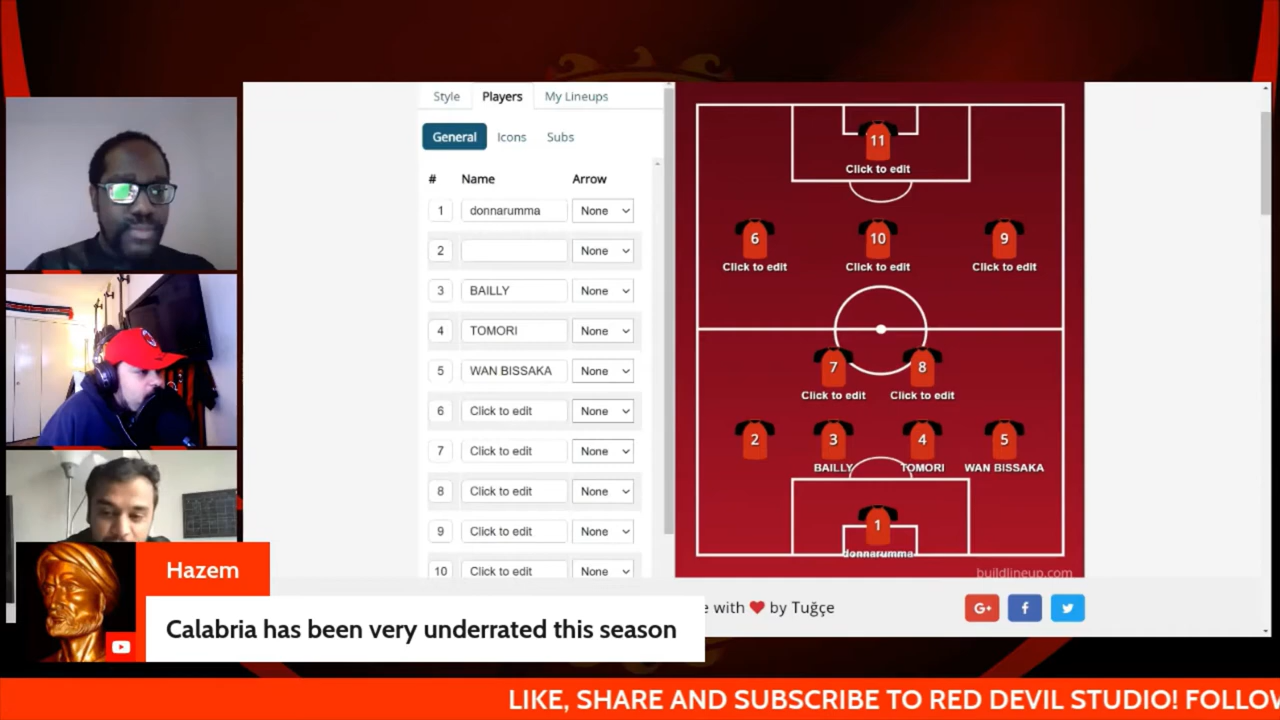 Style Players My Lineups
General Icons Subs
# Name Arrow
1 donnarumma None
2 None
3 BAILLY None
4 TOMORI None
5 WAN BISSAKA None
6 Click to edit None
7 Click to edit None
8 Click to edit None
9 Click to edit None
10 Click to edit None
11
Click to edit
6 10 9
Click to edit Click to edit Click to edit
7 8
Click to edit Click to edit
2 3 4 5
BAILLY TOMORI WAN BISSAKA
1
donnarumma
buildlineup.com
e with ❤ by Tuğçe
G+ f
Hazem
Calabria has been very underrated this season
LIKE, SHARE AND SUBSCRIBE TO RED DEVIL STUDIO! FOLLOW